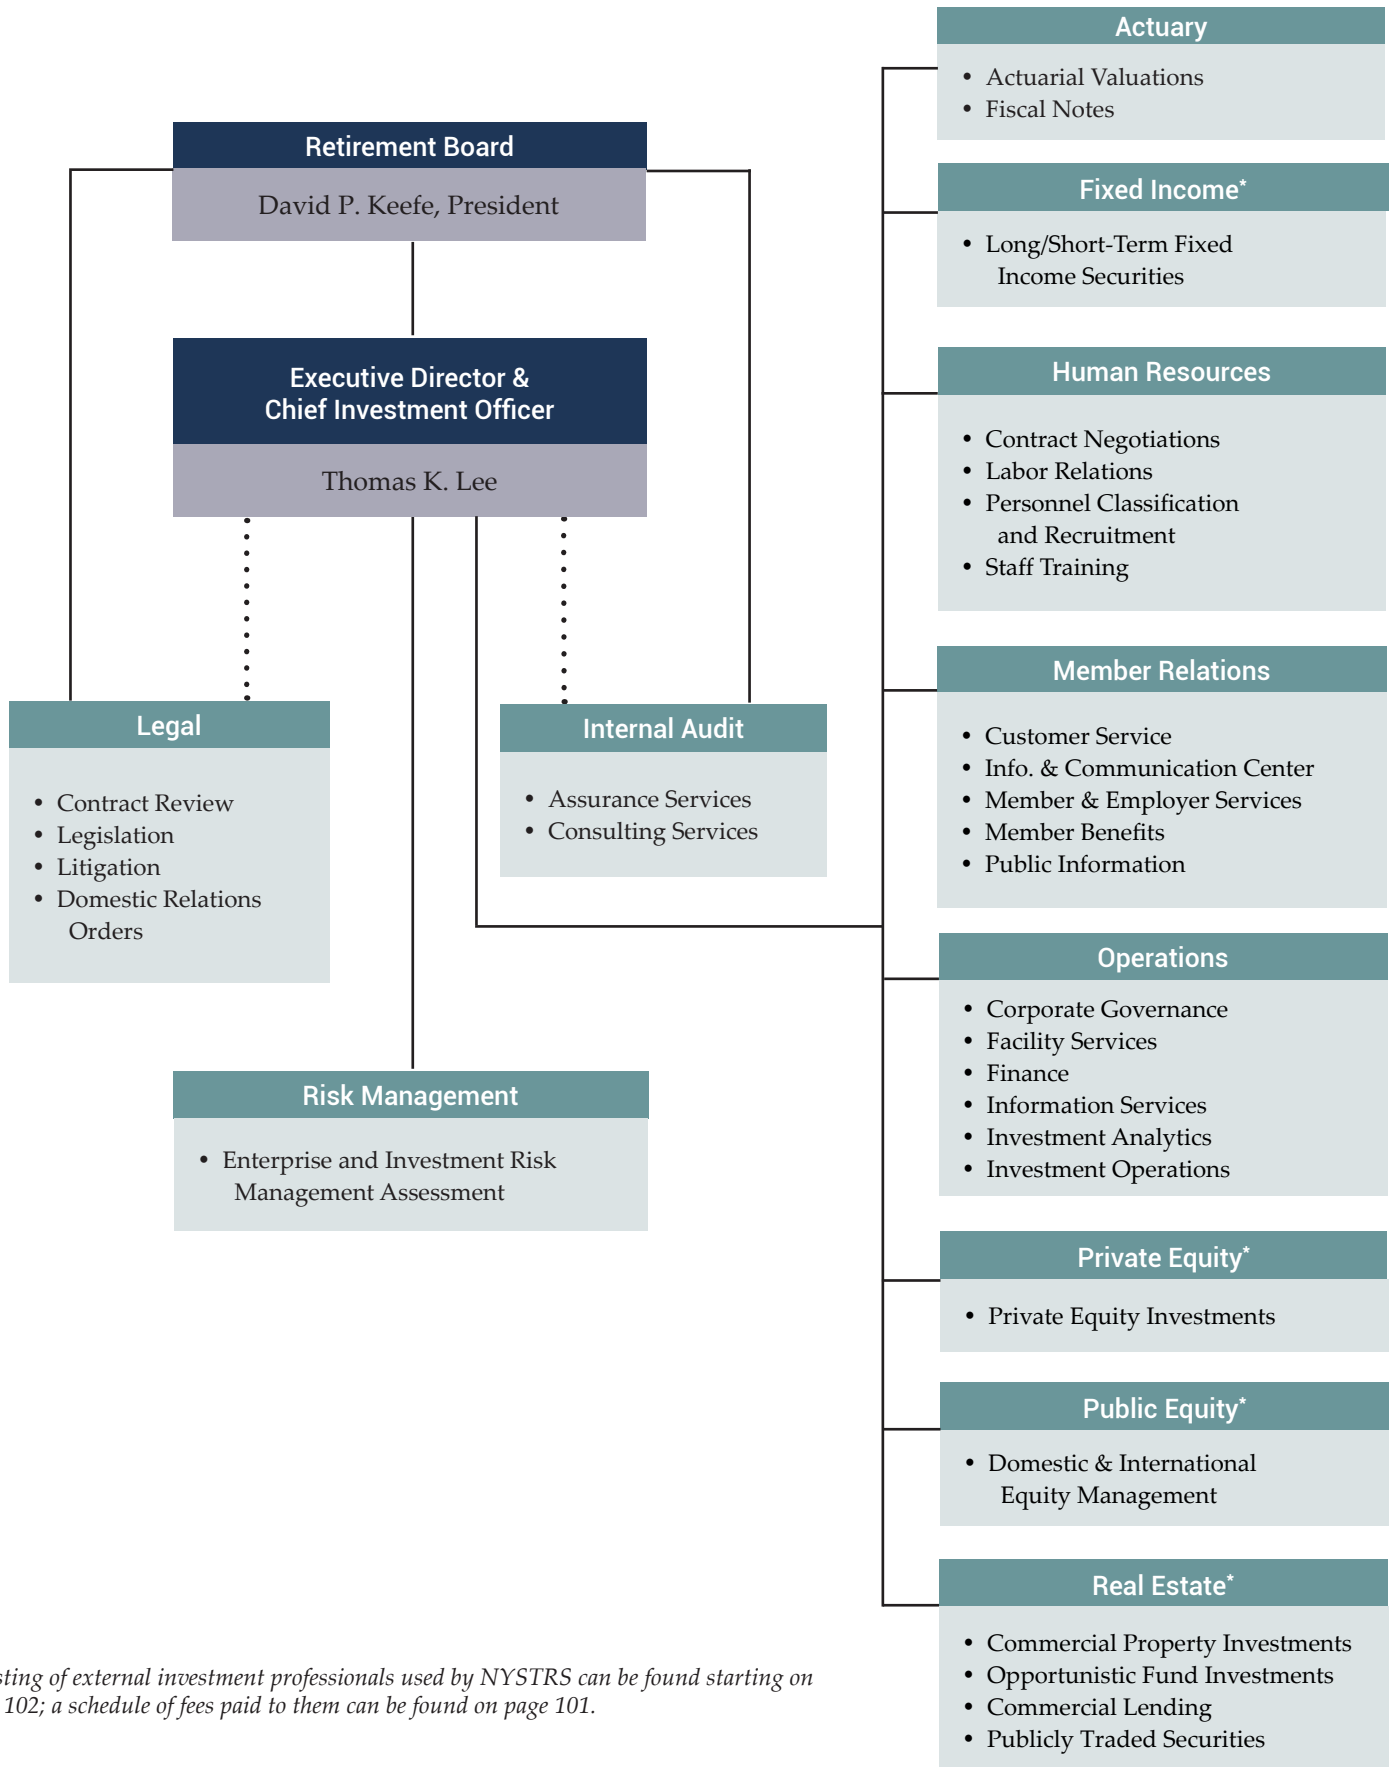 Retirement Board
David P. Keefe, President
Executive Director &
Chief Investment Officer
Thomas K. Lee
Legal
• Contract Review
• Legislation
• Litigation
• Domestic Relations
Orders
Internal Audit
• Assurance Services
• Consulting Services
Risk Management
• Enterprise and Investment Risk
Management Assessment
Actuary
• Actuarial Valuations
• Fiscal Notes
Fixed Income*
• Long/Short-Term Fixed
Income Securities
Human Resources
• Contract Negotiations
• Labor Relations
• Personnel Classification
and Recruitment
• Staff Training
Member Relations
• Customer Service
• Info. & Communication Center
• Member & Employer Services
• Member Benefits
• Public Information
Operations
• Corporate Governance
• Facility Services
• Finance
• Information Services
• Investment Analytics
• Investment Operations
Private Equity*
• Private Equity Investments
Public Equity*
• Domestic & International
Equity Management
Real Estate*
• Commercial Property Investments
• Opportunistic Fund Investments
• Commercial Lending
• Publicly Traded Securities
sting of external investment professionals used by NYSTRS can be found starting on
102; a schedule of fees paid to them can be found on page 101.